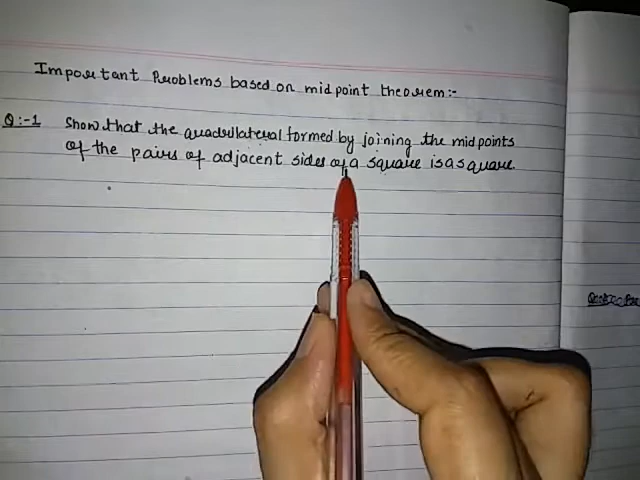 Important Problems based on mid point theorem:-
Q:-1 Show that the quadrilateral formed by joining the mid points
of the pairs of adjacent sides of a square is a square.